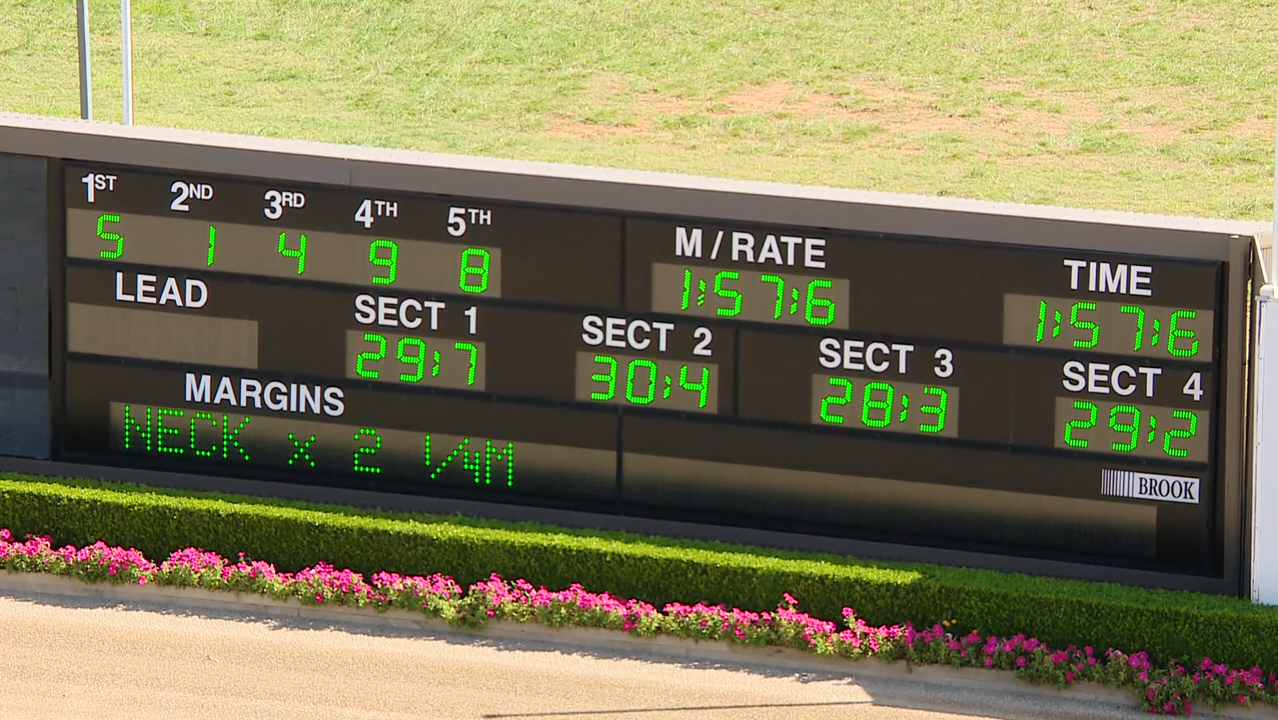 1ST 2ND 3RD 4TH 5TH
5 1 4 9 8
M / RATE
1:57:6
TIME
1:57:6
LEAD
SECT 1
29:7
SECT 2
30:4
SECT 3
28:3
SECT 4
29:2
MARGINS
NECK x 2 1/4M
BROOK